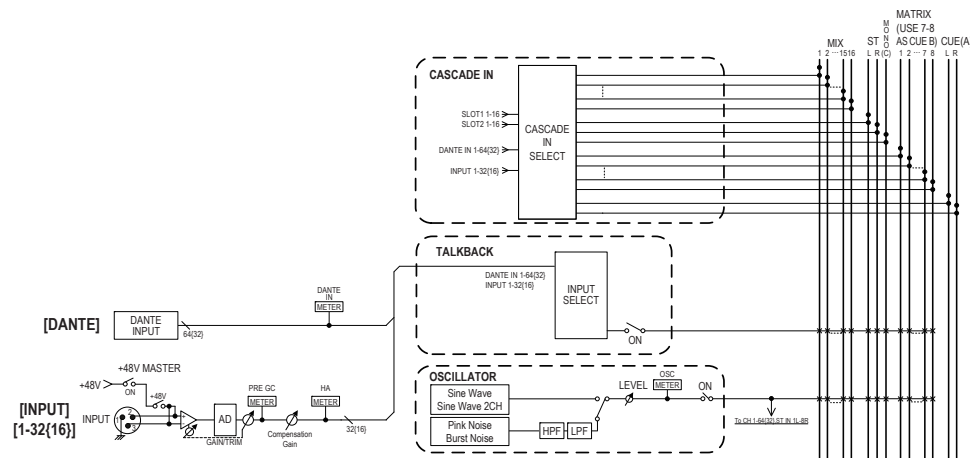 MATRIX
(USE 7-8
AS CUE B)
CUE(A
MIX
ST
MONO
(C)
1 2 ··· 15 16
L R
1 2 ··· 7 8
L R
CASCADE IN
SLOT1 1-16
SLOT2 1-16
DANTE IN 1-64{32}
INPUT 1-32{16}
CASCADE
IN
SELECT
TALKBACK
DANTE IN 1-64{32}
INPUT 1-32{16}
INPUT
SELECT
ON
[DANTE]
DANTE
INPUT
64{32}
DANTE
IN
METER
+48V MASTER
+48V
ON
+48V
[INPUT]
[1-32{16}]
INPUT
1
2
3
AD
GAIN/TRIM
PRE GC
METER
Compensation
Gain
HA
METER
32{16}
OSCILLATOR
Sine Wave
Sine Wave 2CH
Pink Noise
Burst Noise
HPF
LPF
LEVEL
OSC
METER
ON
To CH 1-64{32},ST IN 1L-8R